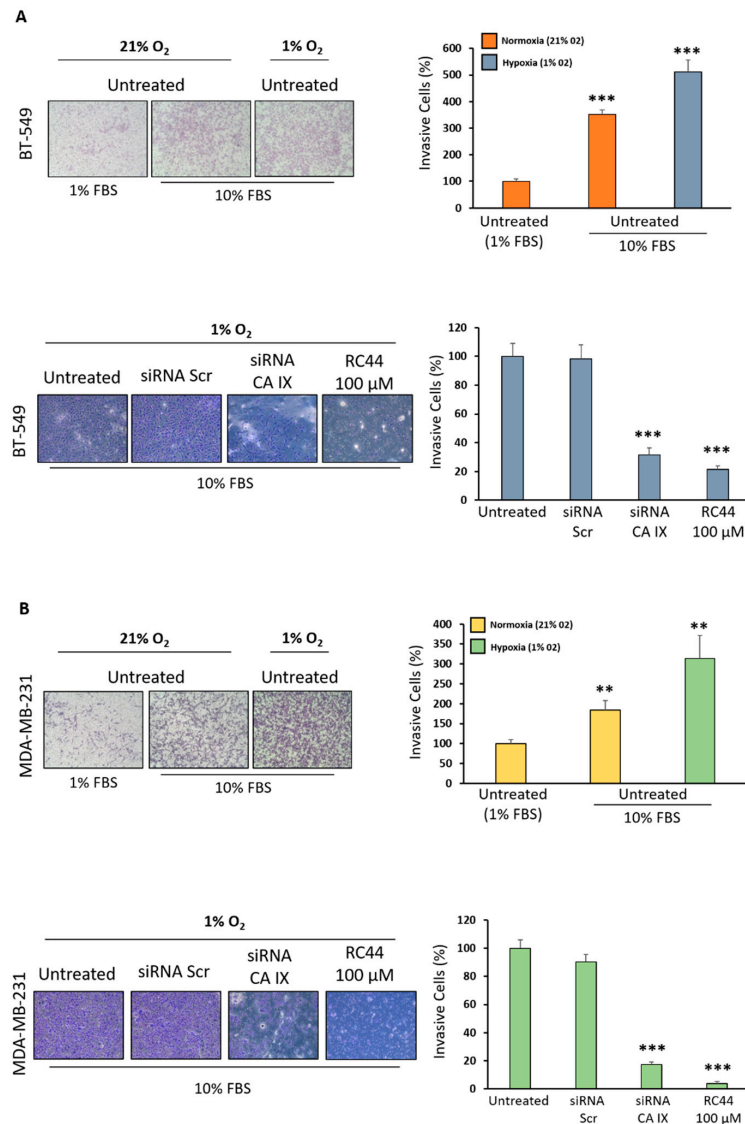 A
21% O₂
1% O₂
Untreated
Untreated
BT-549
1% FBS
10% FBS
Normoxia (21% 02)
Hypoxia (1% 02)
Invasive Cells (%)
600
500
400
300
200
100
0
***
***
Untreated
(1% FBS)
Untreated
10% FBS
1% O₂
Untreated
siRNA Scr
siRNA
CA IX
RC44
100 µM
BT-549
10% FBS
Invasive Cells (%)
120
100
80
60
40
20
0
***
***
Untreated
siRNA
Scr
siRNA
CA IX
RC44
100 µM
B
21% O₂
1% O₂
Untreated
Untreated
MDA-MB-231
1% FBS
10% FBS
Normoxia (21% 02)
Hypoxia (1% 02)
Invasive Cells (%)
400
350
300
250
200
150
100
50
0
**
**
Untreated
(1% FBS)
Untreated
10% FBS
1% O₂
Untreated
siRNA Scr
siRNA
CA IX
RC44
100 µM
MDA-MB-231
10% FBS
Invasive Cells (%)
120
100
80
60
40
20
0
***
***
Untreated
siRNA
Scr
siRNA
CA IX
RC44
100 µM